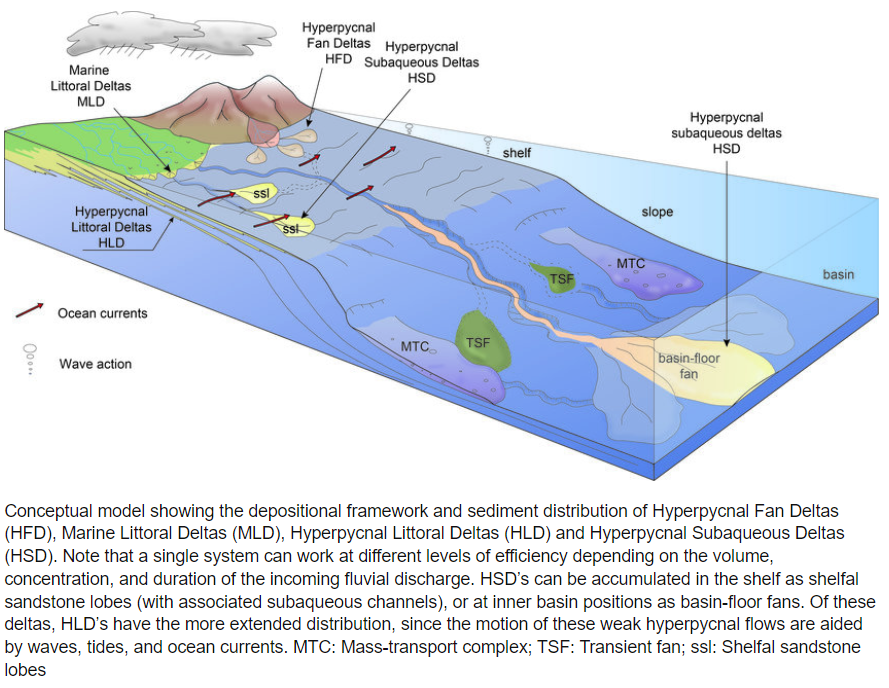 Hyperpycnal
Fan Deltas
HFD
Hyperpycnal
Subaqueous Deltas
HSD
Marine
Littoral Deltas
MLD
Hyperpycnal
subaqueous deltas
HSD
shelf
ssl
slope
Hyperpycnal
Littoral Deltas
HLD
ssl
MTC
basin
TSF
Ocean currents
MTC
TSF
Wave action
basin-floor
fan
Conceptual model showing the depositional framework and sediment distribution of Hyperpycnal Fan Deltas
(HFD), Marine Littoral Deltas (MLD), Hyperpycnal Littoral Deltas (HLD) and Hyperpycnal Subaqueous Deltas
(HSD). Note that a single system can work at different levels of efficiency depending on the volume,
concentration, and duration of the incoming fluvial discharge. HSD's can be accumulated in the shelf as shelfal
sandstone lobes (with associated subaqueous channels), or at inner basin positions as basin-floor fans. Of these
deltas, HLD's have the more extended distribution, since the motion of these weak hyperpycnal flows are aided
by waves, tides, and ocean currents. MTC: Mass-transport complex; TSF: Transient fan; ssl: Shelfal sandstone
lobes